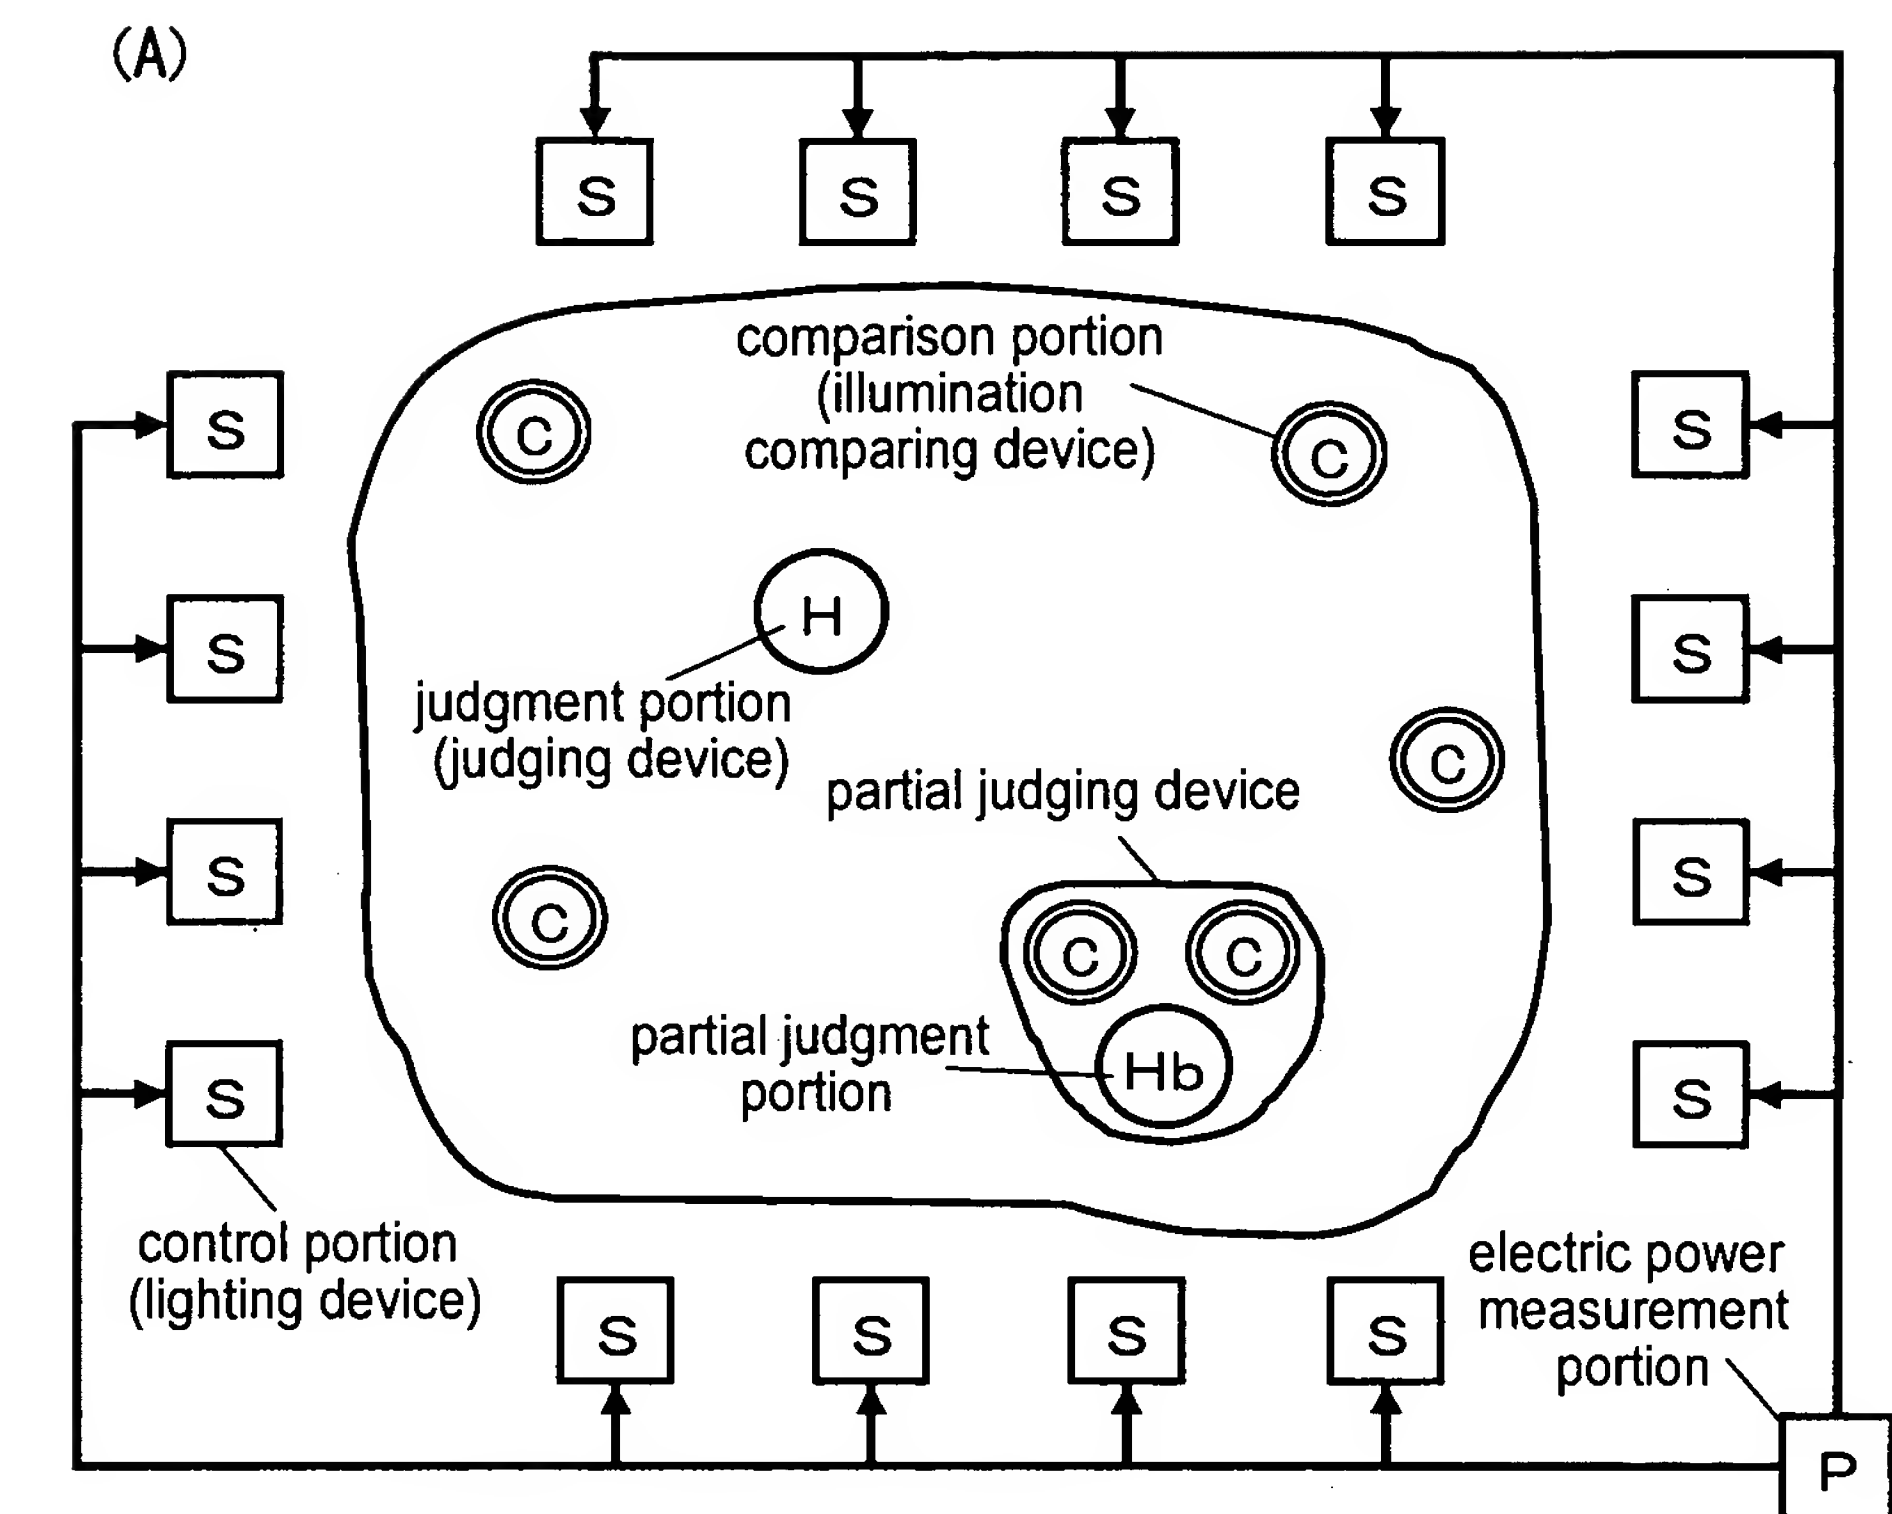 (A)
S S S S
comparison portion
(illumination
comparing device)
S C C S
H
S S
judgment portion
(judging device)
C
partial judging device
S C S
C C
partial judgment
portion
Hb
S S
control portion
(lighting device)
electric power
measurement
portion
S S S S
P